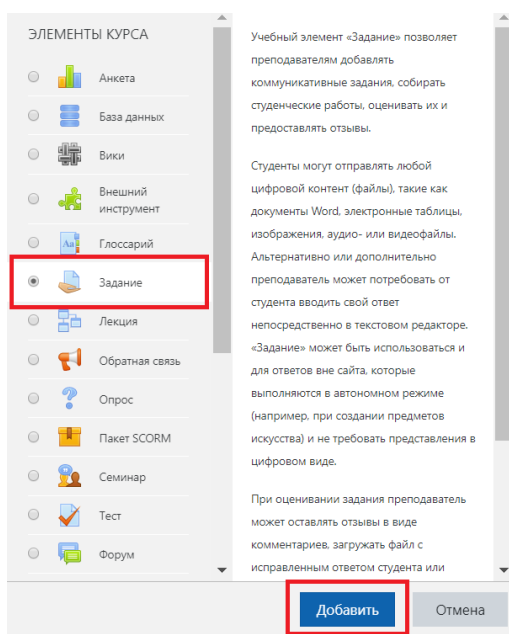 ЭЛЕМЕНТЫ КУРСА
Анкета
База данных
Вики
Внешний
инструмент
Глоссарий
Задание
Лекция
Обратная связь
Опрос
Пакет SCORM
Семинар
Тест
Форум
Учебный элемент «Задание» позволяет
преподавателям добавлять
коммуникативные задания, собирать
студенческие работы, оценивать их и
предоставлять отзывы.
Студенты могут отправлять любой
цифровой контент (файлы), такие как
документы Word, электронные таблицы,
изображения, аудио- или видеофайлы.
Альтернативно или дополнительно
преподаватель может потребовать от
студента вводить свой ответ
непосредственно в текстовом редакторе.
«Задание» может быть использоваться и
для ответов вне сайта, которые
выполняются в автономном режиме
(например, при создании предметов
искусства) и не требовать представления в
цифровом виде.
При оценивании задания преподаватель
может оставлять отзывы в виде
комментариев, загружать файл с
исправленным ответом студента или
Добавить
Отмена